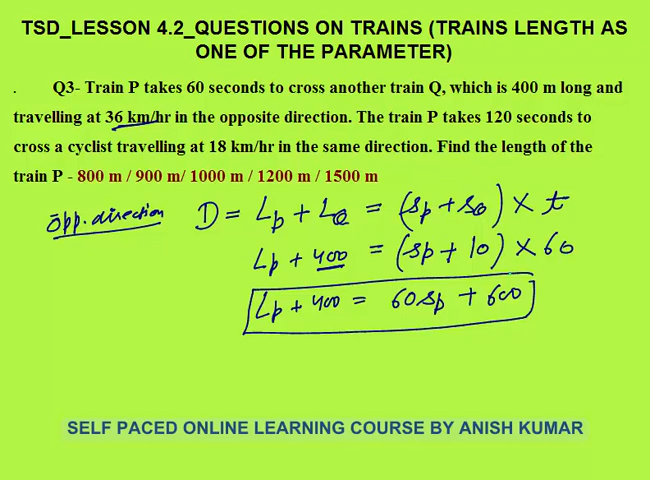 TSD_LESSON 4.2_QUESTIONS ON TRAINS (TRAINS LENGTH AS
ONE OF THE PARAMETER)
. Q3- Train P takes 60 seconds to cross another train Q, which is 400 m long and
travelling at 36 km/hr in the opposite direction. The train P takes 120 seconds to
cross a cyclist travelling at 18 km/hr in the same direction. Find the length of the
train P - 800 m / 900 m/ 1000 m / 1200 m / 1500 m
Opp. direction D = Lp + LQ = (Sp + SQ) × t
Lp + 400 = (Sp + 10) × 60
Lp + 400 = 60Sp + 600
SELF PACED ONLINE LEARNING COURSE BY ANISH KUMAR